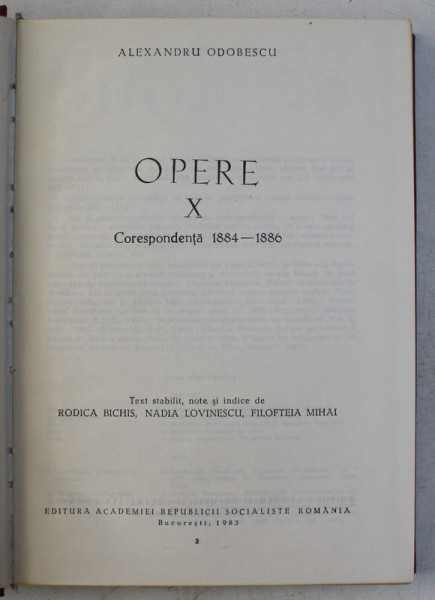 ALEXANDRU ODOBESCU
OPERE
X
Corespondență 1884—1886
Text stabilit, note și indice de
RODICA BICHIS, NADIA LOVINESCU, FILOFTEIA MIHAI
EDITURA ACADEMIEI REPUBLICII SOCIALISTE ROMÂNIA
București, 1983
3